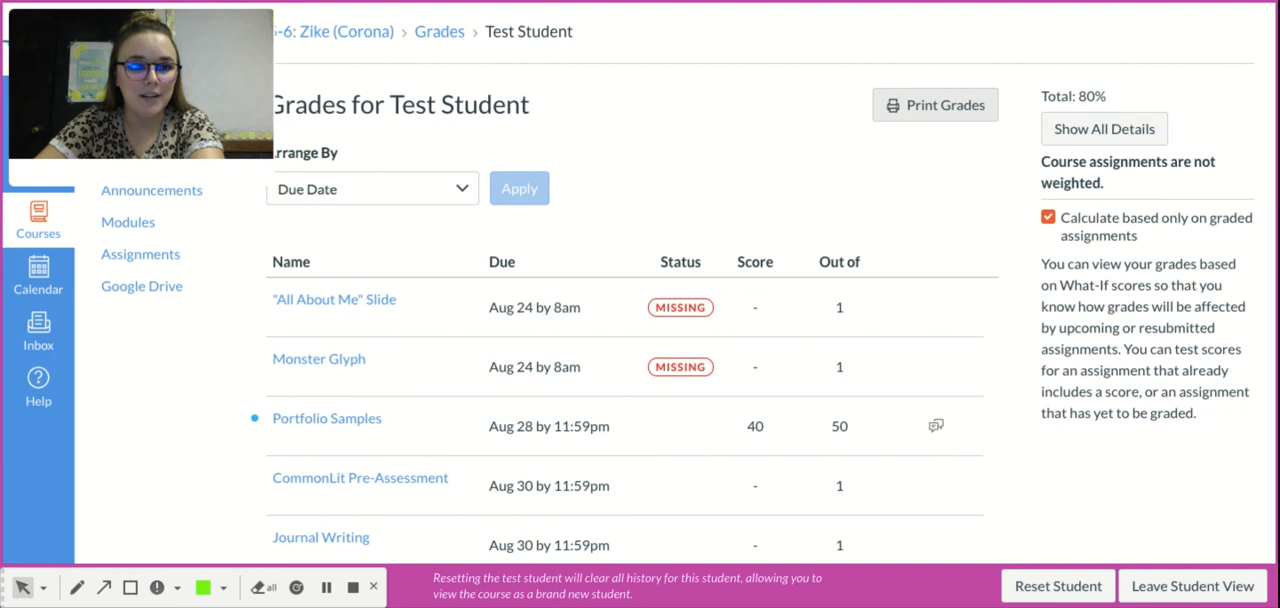 5-6: Zike (Corona) > Grades > Test Student
Grades for Test Student
Print Grades
Arrange By
Due Date
Apply
Announcements
Modules
Assignments
Google Drive
Courses
Calendar
Inbox
Help
Name Due Status Score Out of
"All About Me" Slide Aug 24 by 8am MISSING - 1
Monster Glyph Aug 24 by 8am MISSING - 1
Portfolio Samples Aug 28 by 11:59pm 40 50
CommonLit Pre-Assessment Aug 30 by 11:59pm - 1
Journal Writing Aug 30 by 11:59pm - 1
Total: 80%
Show All Details
Course assignments are not
weighted.
Calculate based only on graded
assignments
You can view your grades based
on What-If scores so that you
know how grades will be affected
by upcoming or resubmitted
assignments. You can test scores
for an assignment that already
includes a score, or an assignment
that has yet to be graded.
all
Resetting the test student will clear all history for this student, allowing you to
view the course as a brand new student.
Reset Student
Leave Student View